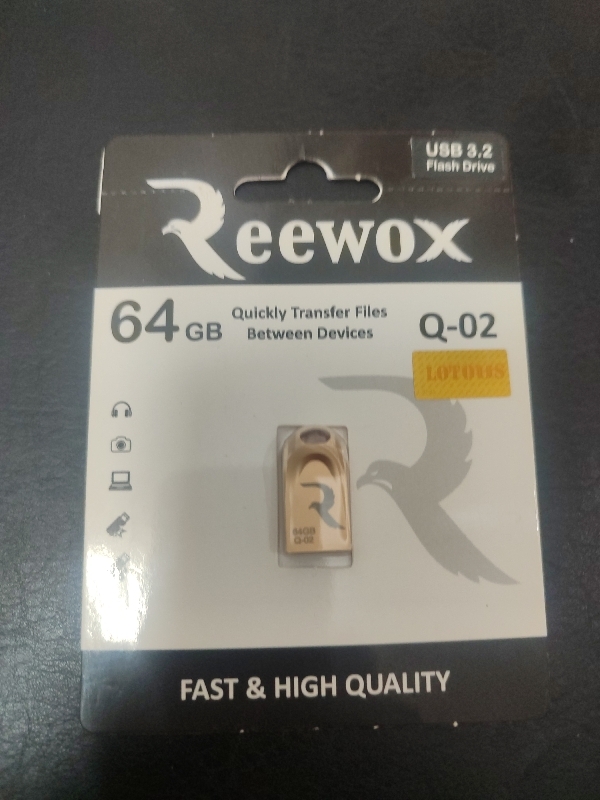 USB 3.2
Flash Drive
Reewox
64 GB
Quickly Transfer Files
Between Devices
Q-02
R
64GB
Q-02
FAST & HIGH QUALITY